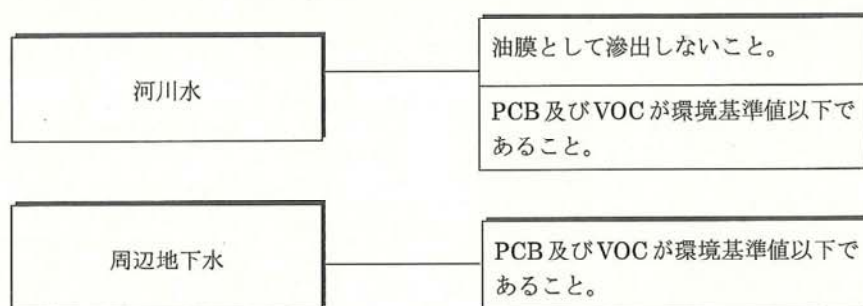 河川水
油膜として滲出しないこと。
PCB及びVOCが環境基準値以下で
あること。
周辺地下水
PCB及びVOCが環境基準値以下で
あること。